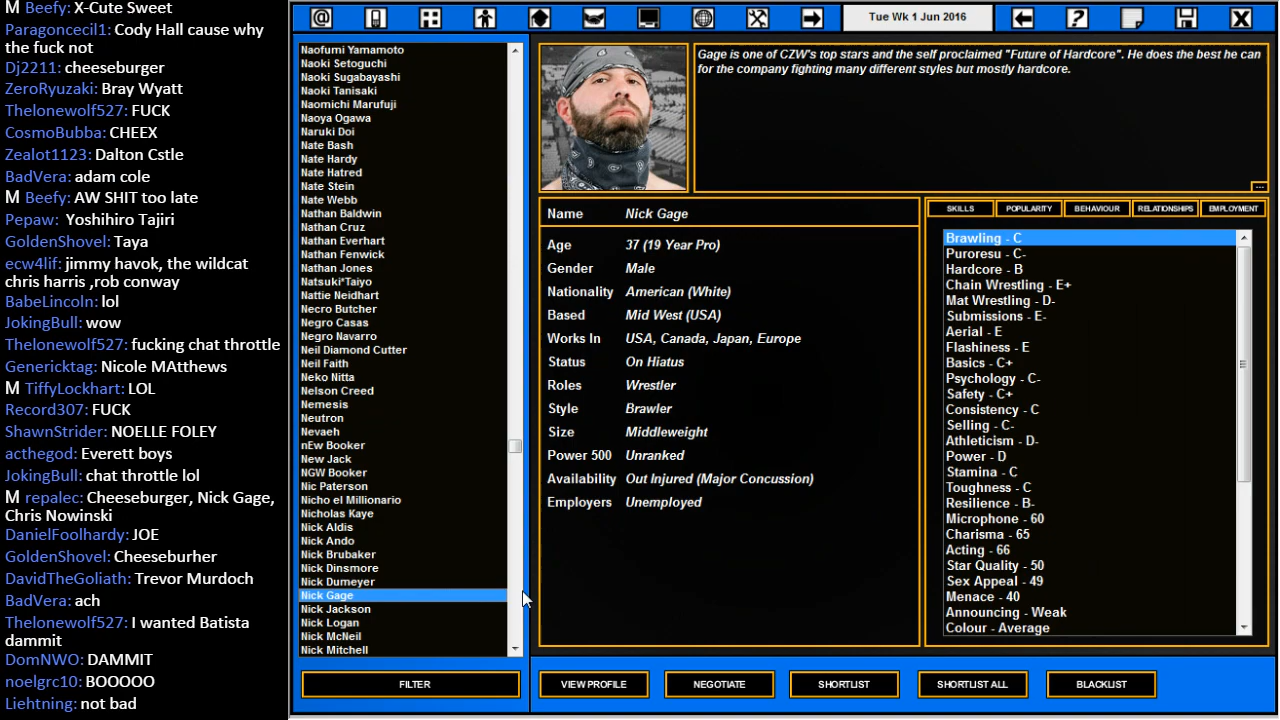 M Beefy: X-Cute Sweet
Paragoncecil1: Cody Hall cause why
the fuck not
Dj2211: cheeseburger
ZeroRyuzaki: Bray Wyatt
Thelonewolf527: FUCK
CosmoBubba: CHEEX
Zealot1123: Dalton Cstle
BadVera: adam cole
M Beefy: AW SHIT too late
Pepaw: Yoshihiro Tajiri
GoldenShovel: Taya
ecw4lif: jimmy havok, the wildcat
chris harris ,rob conway
BabeLincoln: lol
JokingBull: wow
Thelonewolf527: fucking chat throttle
Genericktag: Nicole MAtthews
M TiffyLockhart: LOL
Record307: FUCK
ShawnStrider: NOELLE FOLEY
acthegod: Everett boys
JokingBull: chat throttle lol
M repalec: Cheeseburger, Nick Gage,
Chris Nowinski
DanielFoolhardy: JOE
GoldenShovel: Cheeseburher
DavidTheGoliath: Trevor Murdoch
BadVera: ach
Thelonewolf527: I wanted Batista
dammit
DomNWO: DAMMIT
noelgrc10: BOOOOO
Liehtning: not bad
Tue Wk 1 Jun 2016
Naofumi Yamamoto
Naoki Setoguchi
Naoki Sugabayashi
Naoki Tanisaki
Naomichi Marufuji
Naoya Ogawa
Naruki Doi
Nate Bash
Nate Hardy
Nate Hatred
Nate Stein
Nate Webb
Nathan Baldwin
Nathan Cruz
Nathan Everhart
Nathan Fenwick
Nathan Jones
Natsuki*Taiyo
Nattie Neidhart
Necro Butcher
Negro Casas
Negro Navarro
Neil Diamond Cutter
Neil Faith
Neko Nitta
Nelson Creed
Nemesis
Neutron
Nevaeh
nEw Booker
New Jack
NGW Booker
Nic Paterson
Nicho el Millionario
Nicholas Kaye
Nick Aldis
Nick Ando
Nick Brubaker
Nick Dinsmore
Nick Dumeyer
Nick Gage
Nick Jackson
Nick Logan
Nick McNeil
Nick Mitchell
FILTER
Gage is one of CZW's top stars and the self proclaimed "Future of Hardcore". He does the best he can
for the company fighting many different styles but mostly hardcore.
...
Name Nick Gage
Age 37 (19 Year Pro)
Gender Male
Nationality American (White)
Based Mid West (USA)
Works In USA, Canada, Japan, Europe
Status On Hiatus
Roles Wrestler
Style Brawler
Size Middleweight
Power 500 Unranked
Availability Out Injured (Major Concussion)
Employers Unemployed
SKILLS POPULARITY BEHAVIOUR RELATIONSHIPS EMPLOYMENT
Brawling - C
Puroresu - C-
Hardcore - B
Chain Wrestling - E+
Mat Wrestling - D-
Submissions - E-
Aerial - E
Flashiness - E
Basics - C+
Psychology - C-
Safety - C+
Consistency - C
Selling - C-
Athleticism - D-
Power - D
Stamina - C
Toughness - C
Resilience - B-
Microphone - 60
Charisma - 65
Acting - 66
Star Quality - 50
Sex Appeal - 49
Menace - 40
Announcing - Weak
Colour - Average
VIEW PROFILE NEGOTIATE SHORTLIST SHORTLIST ALL BLACKLIST